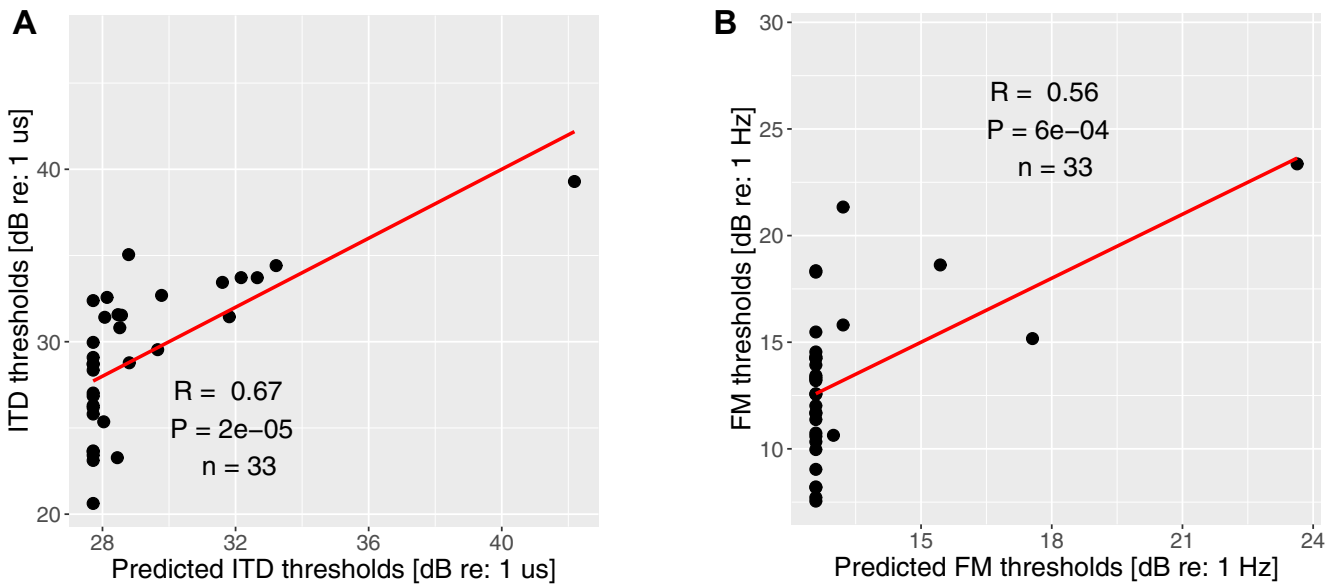 A
ITD thresholds [dB re: 1 us]
40
30
20
R = 0.67
P = 2e−05
n = 33
28 32 36 40
Predicted ITD thresholds [dB re: 1 us]
B
FM thresholds [dB re: 1 Hz]
30
25
20
15
10
R = 0.56
P = 6e−04
n = 33
15 18 21 24
Predicted FM thresholds [dB re: 1 Hz]